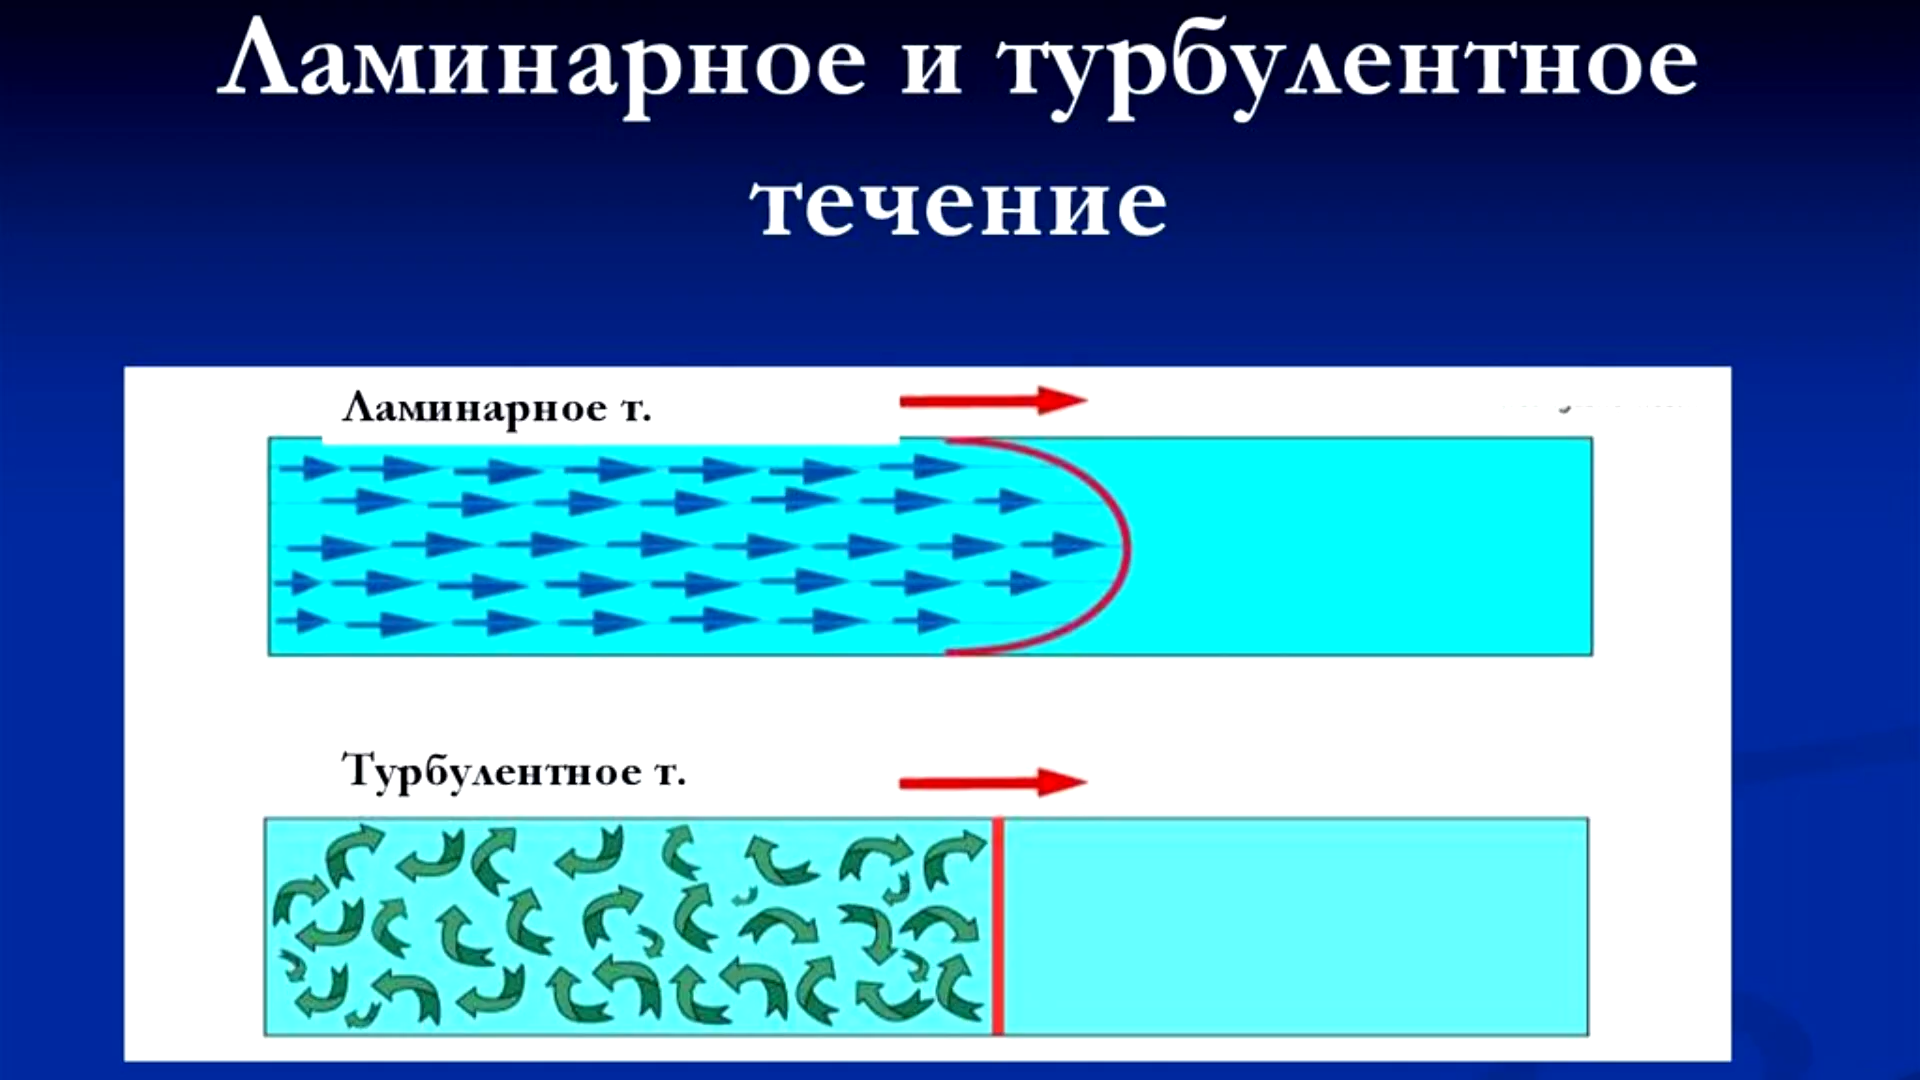 Ламинарное и турбулентное
течение
Ламинарное т.
Турбулентное т.